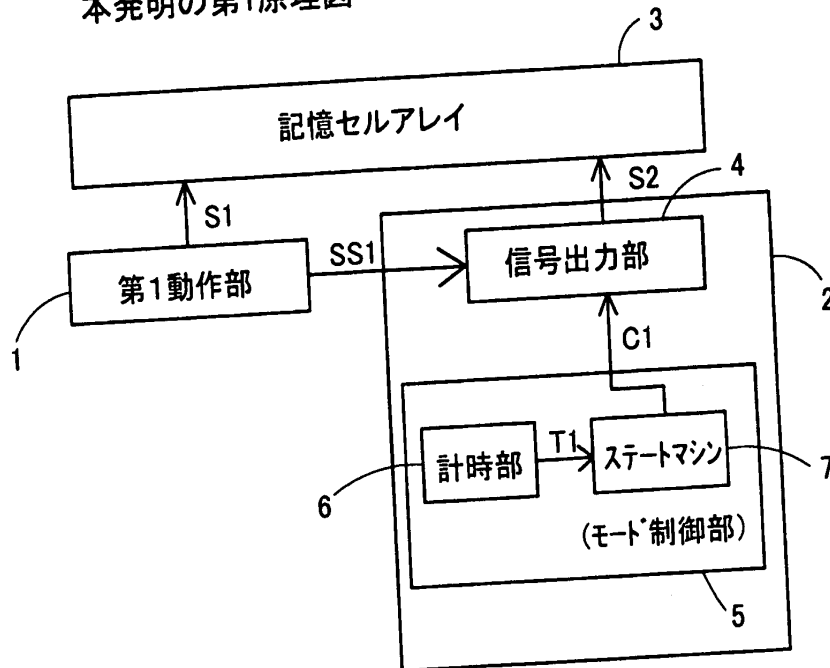 本発明の第1原理図
3
記憶セルアレイ
S1
S2
4
第1動作部
SS1
信号出力部
1
2
C1
計時部
T1
ステートマシン
6
7
(モード制御部)
5